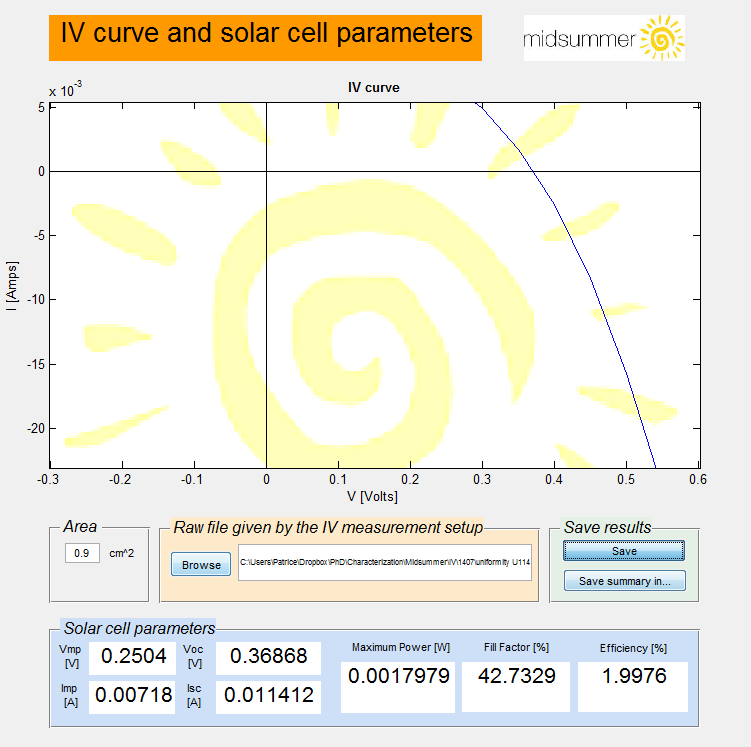 IV curve and solar cell parameters
midsummer
x 10^-3
IV curve
5
0
-5
-10
-15
-20
I [Amps]
-0.3 -0.2 -0.1 0 0.1 0.2 0.3 0.4 0.5 0.6
V [Volts]
Area
0.9 cm^2
Raw file given by the IV measurement setup
Browse
C:\Users\Patrice\Dropbox\PhD\Characterization\Midsummer\IV\1407\uniformity U114
Save results
Save
Save summary in...
Solar cell parameters
Vmp [V] 0.2504 Voc [V] 0.36868
Imp [A] 0.00718 Isc [A] 0.011412
Maximum Power [W] Fill Factor [%] Efficiency [%]
0.0017979 42.7329 1.9976